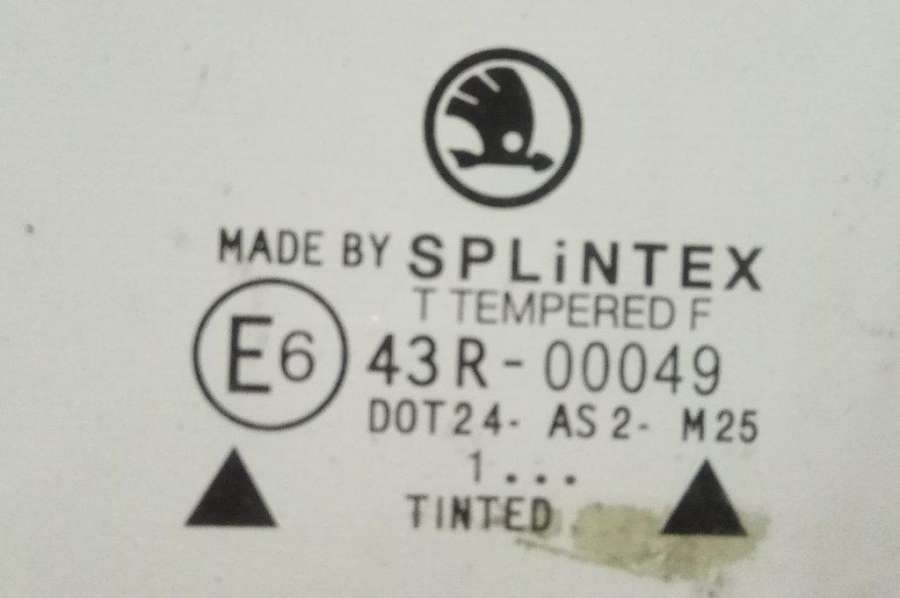 MADE BY SPLiNTEX
T TEMPERED F
E6 43R-00049
DOT24- AS2- M25
1...
TINTED